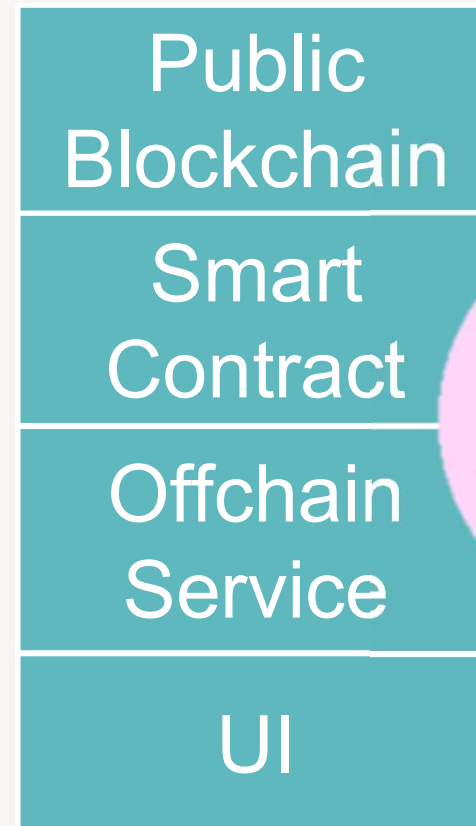 Public
Blockchain
Smart
Contract
Offchain
Service
UI